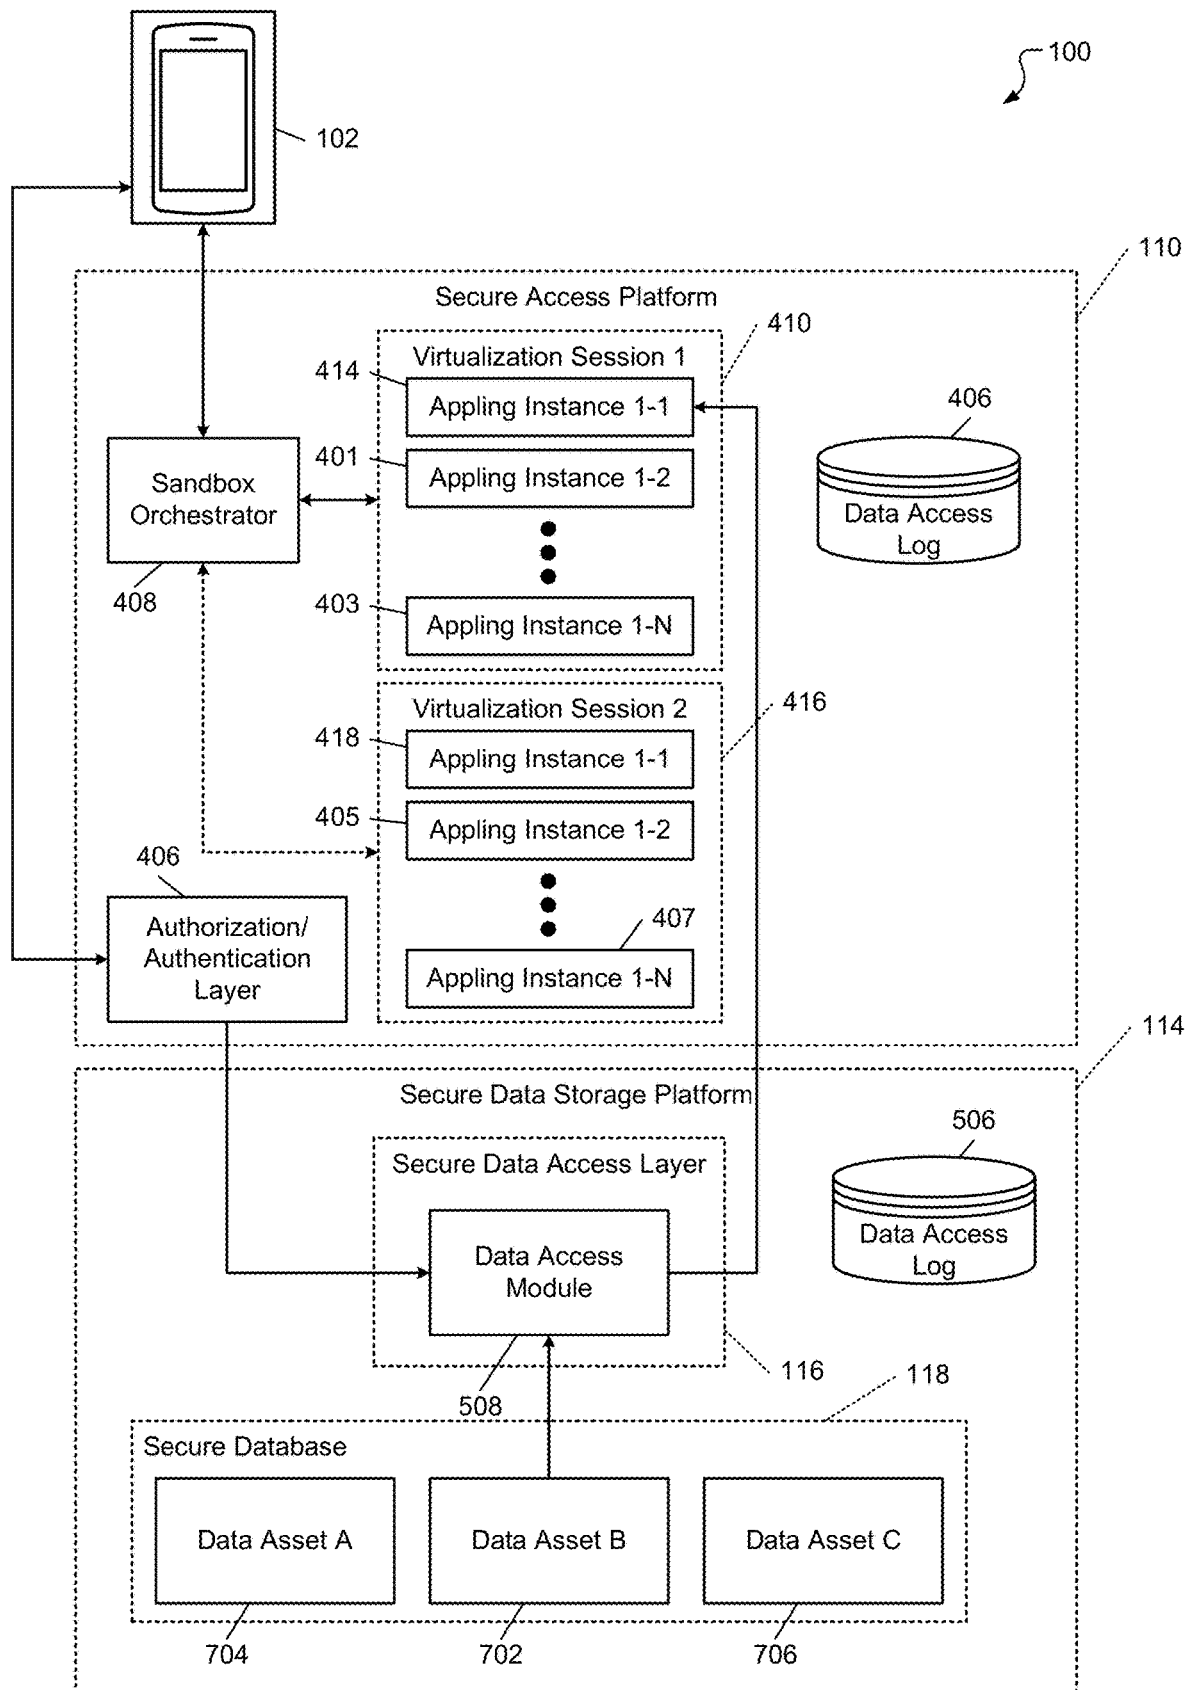 100
102
110
Secure Access Platform
410
Virtualization Session 1
414
Appling Instance 1-1
406
401
Appling Instance 1-2
Sandbox
Orchestrator
Data Access
Log
408
403
Appling Instance 1-N
416
Virtualization Session 2
418
Appling Instance 1-1
405
Appling Instance 1-2
406
407
Authorization/
Authentication
Layer
Appling Instance 1-N
114
Secure Data Storage Platform
506
Secure Data Access Layer
Data Access
Module
Data Access
Log
116
118
508
Secure Database
Data Asset A
Data Asset B
Data Asset C
704
702
706